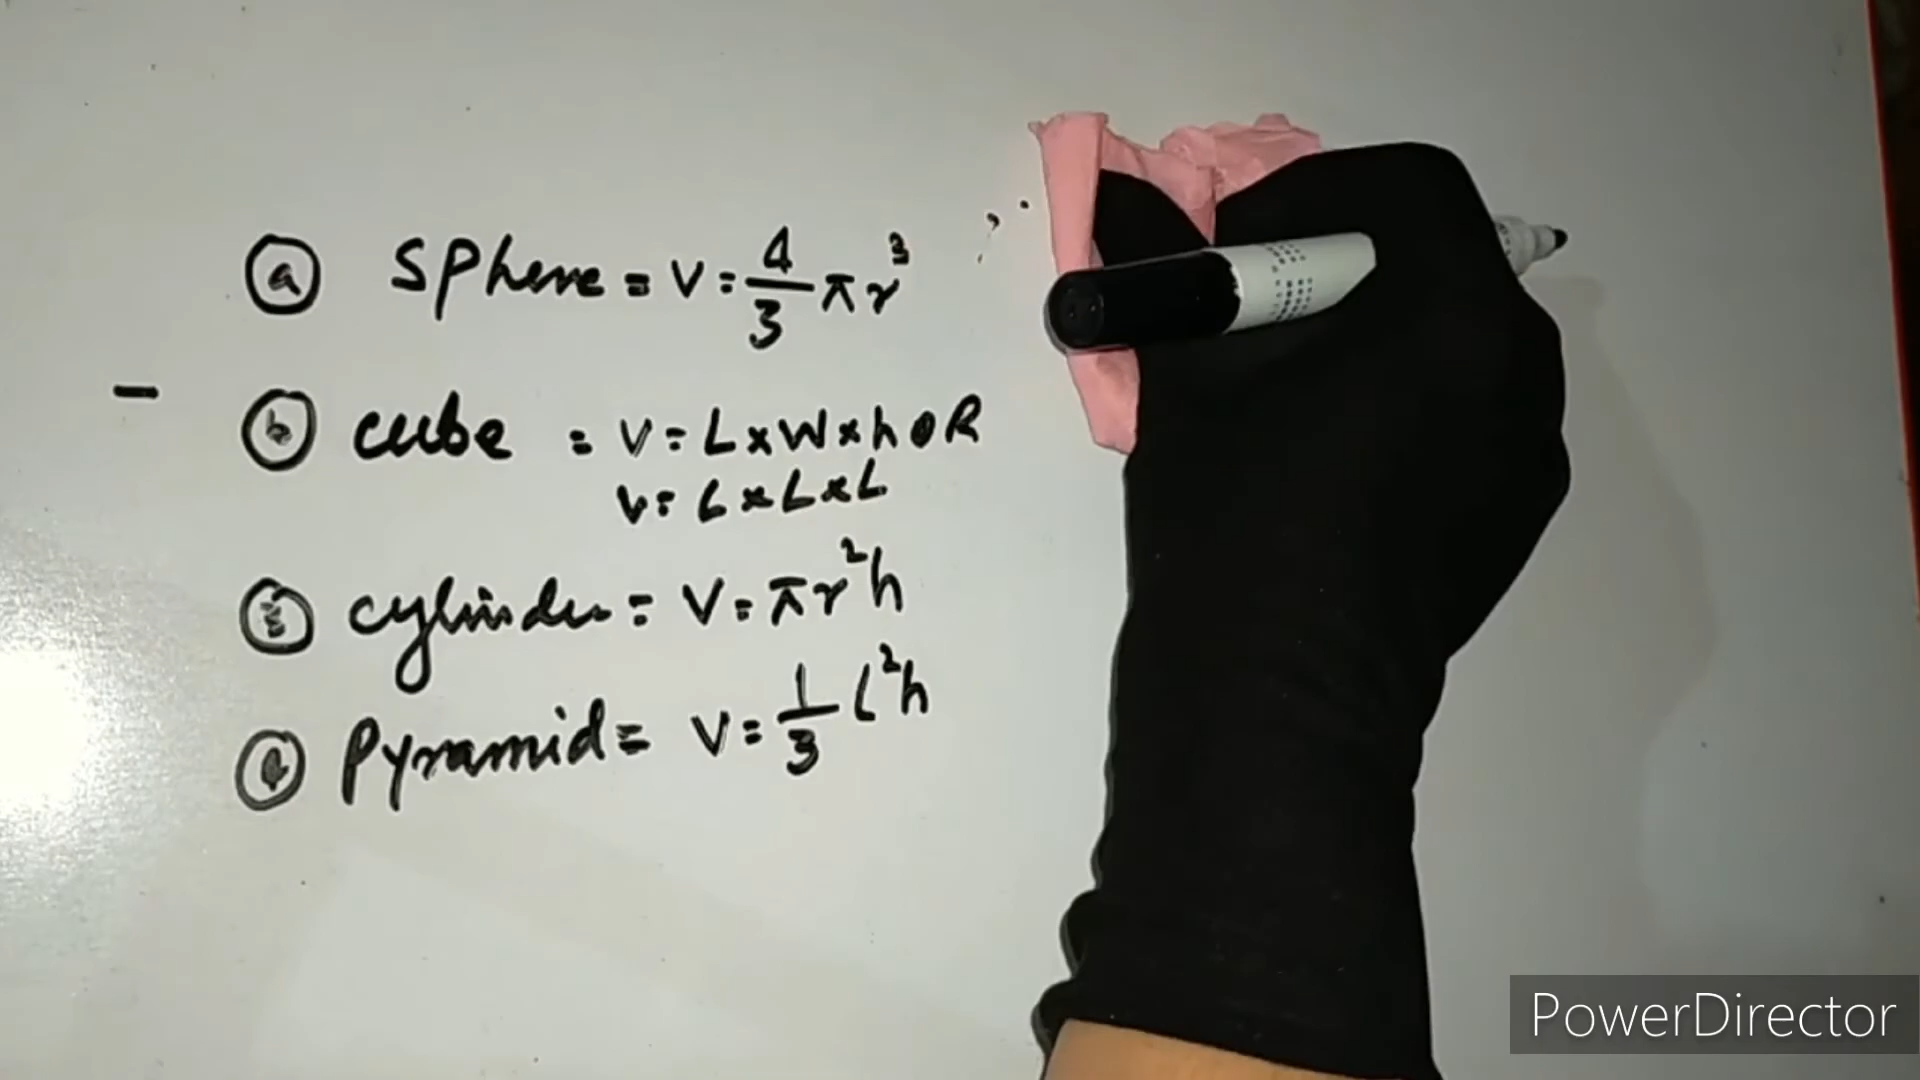 a Sphere = V = 4/3 πr³
b cube = V = L x W x h OR
V = L x L x L
cylinder = V = πr²h
Pyramid = V = 1/3 L²h
PowerDirector